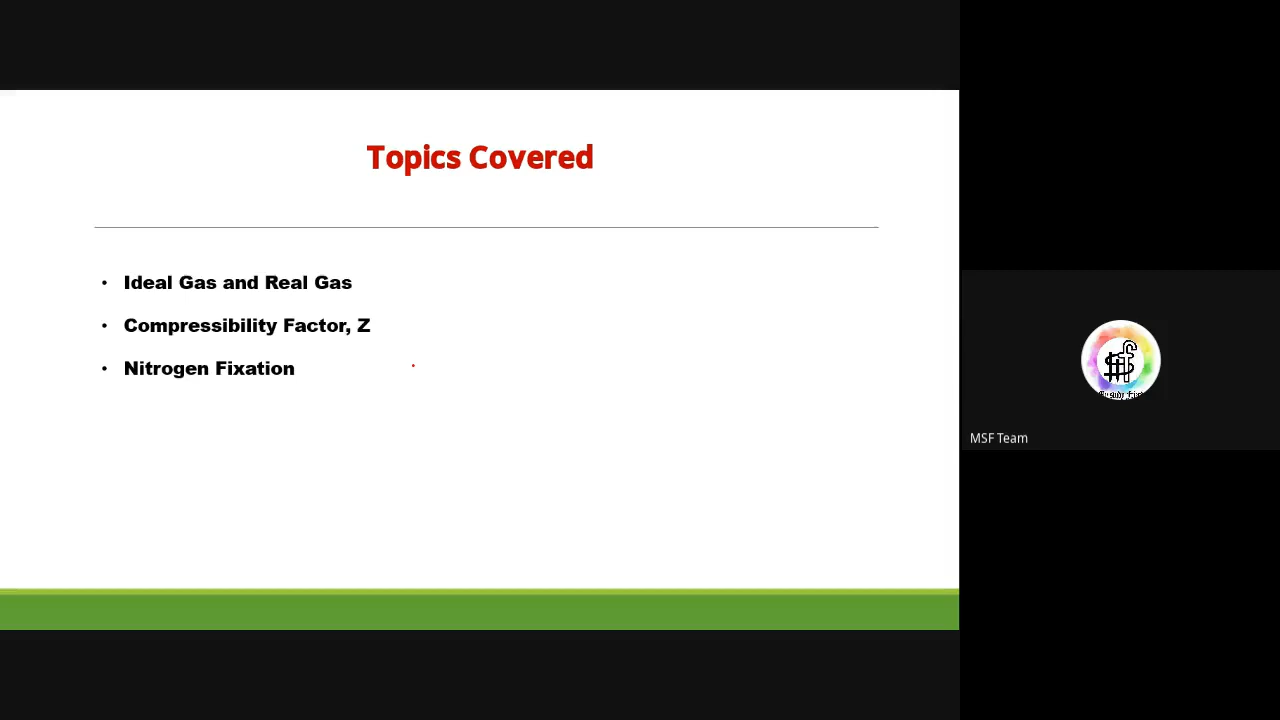 Topics Covered
• Ideal Gas and Real Gas
• Compressibility Factor, Z
• Nitrogen Fixation
MSF Team